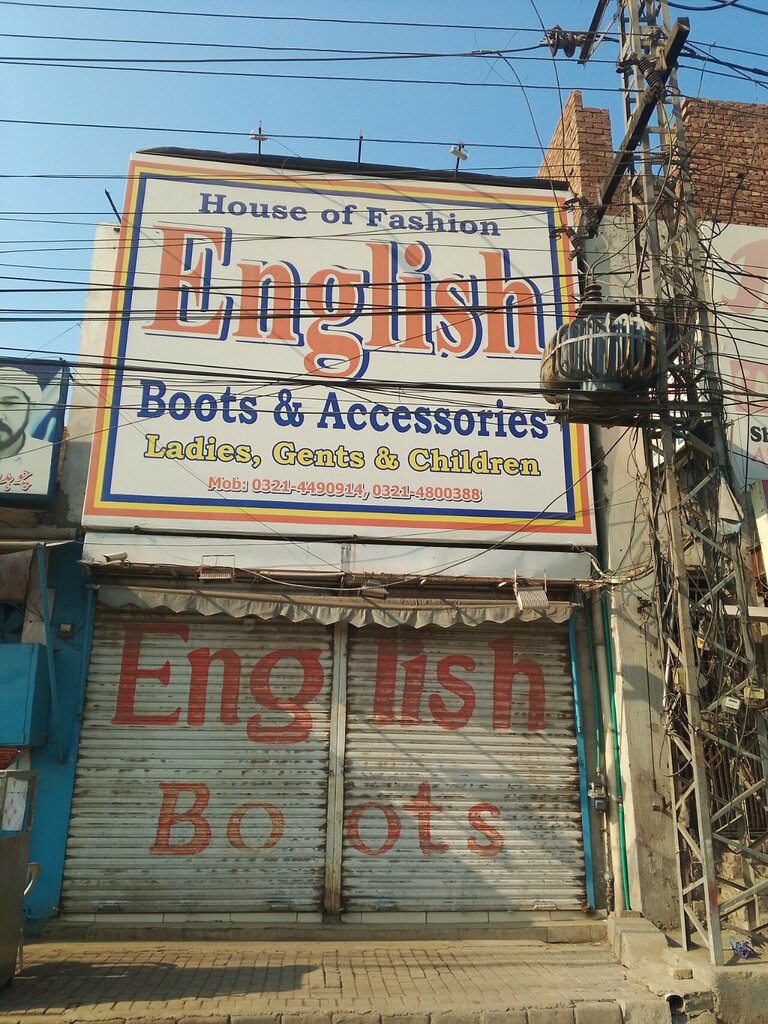 House of Fashion
English
Boots & Accessories
Ladies, Gents & Children
Mob: 0321-4490914, 0321-4800388
English
Boots